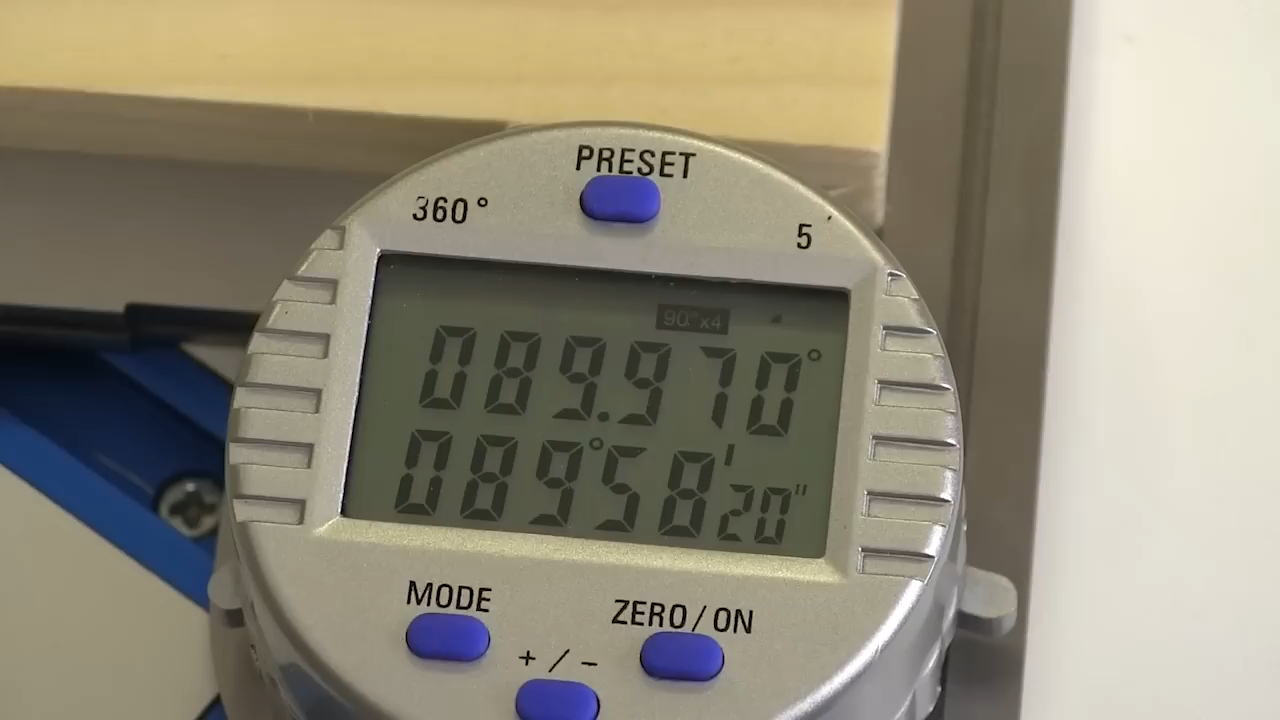 PRESET
360° 5
90.°x4
089.970°
089°58'20"
MODE
ZERO/ON
+/-